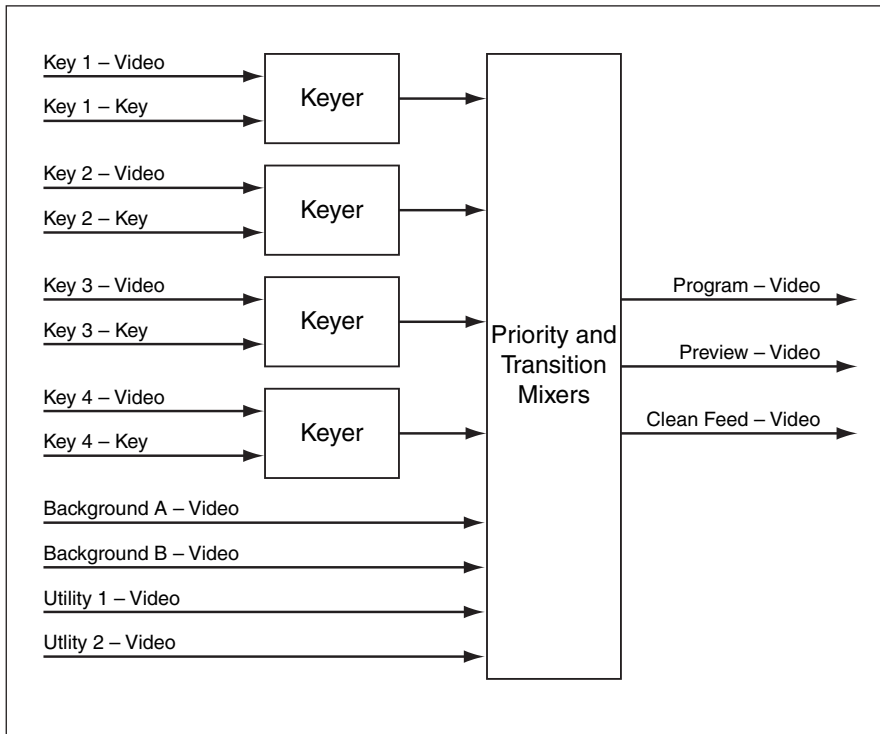 Key 1 – Video
Key 1 – Key
Keyer
Key 2 – Video
Key 2 – Key
Keyer
Key 3 – Video
Key 3 – Key
Keyer
Key 4 – Video
Key 4 – Key
Keyer
Background A – Video
Background B – Video
Utility 1 – Video
Utlity 2 – Video
Priority and
Transition
Mixers
Program – Video
Preview – Video
Clean Feed – Video